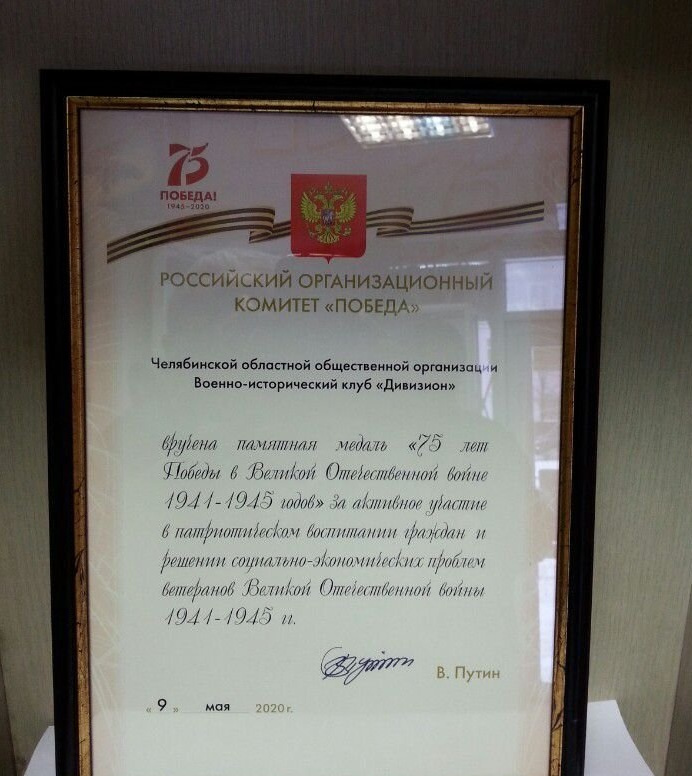 75
ПОБЕДА!
1945–2020
РОССИЙСКИЙ ОРГАНИЗАЦИОННЫЙ
КОМИТЕТ «ПОБЕДА»
Челябинской областной общественной организации
Военно-исторический клуб «Дивизион»
вручена памятная медаль «75 лет
Победы в Великой Отечественной войне
1941-1945 годов» за активное участие
в патриотическом воспитании граждан и
решении социально-экономических проблем
ветеранов Великой Отечественной войны
1941-1945 гг.
В. Путин
« 9 » мая 2020 г.